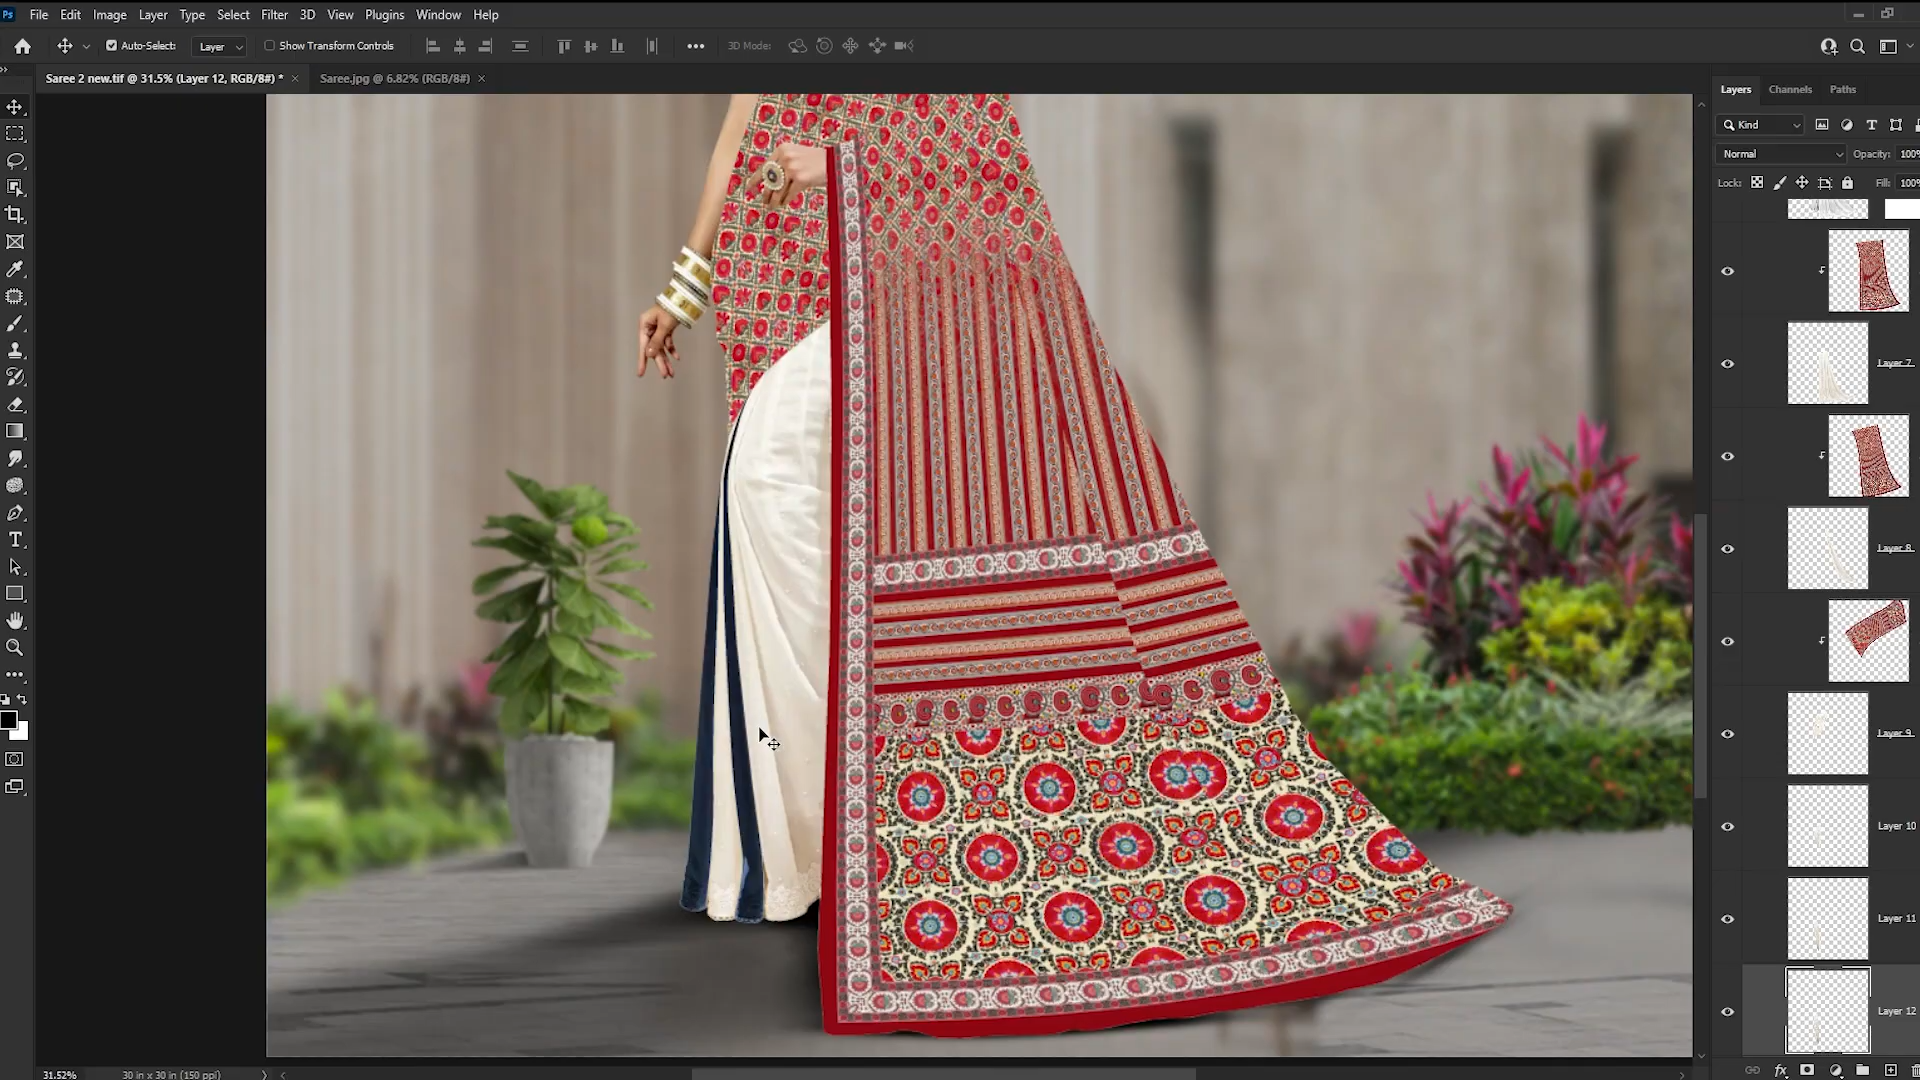 Ps File Edit Image Layer Type Select Filter 3D View Plugins Window Help
Auto-Select: Layer Show Transform Controls 3D Mode:
Saree 2 new.tif @ 31.5% (Layer 12, RGB/8#) * Saree.jpg @ 6.82% (RGB/8#)
Layers Channels Paths
Kind
Normal Opacity: 100%
Lock: Fill: 100%
Layer 7
Layer 8
Layer 9
Layer 10
Layer 11
Layer 12
31.52% 30 in x 30 in (150 ppi)